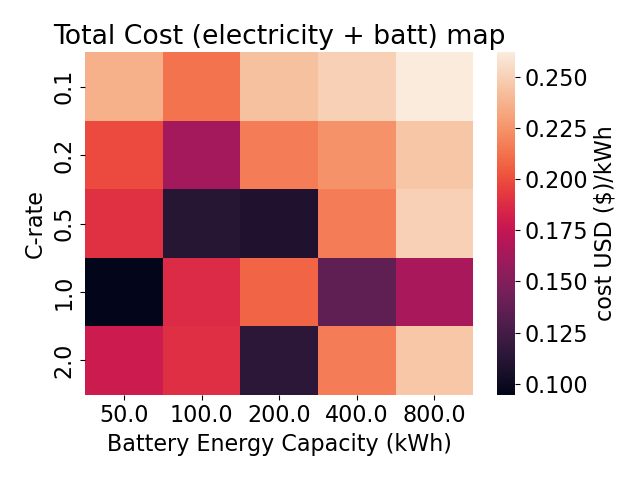 Total Cost (electricity + batt) map
C-rate
0.1
0.2
0.5
1.0
2.0
50.0 100.0 200.0 400.0 800.0
Battery Energy Capacity (kWh)
0.250
0.225
0.200
0.175
0.150
0.125
0.100
cost USD ($)/kWh